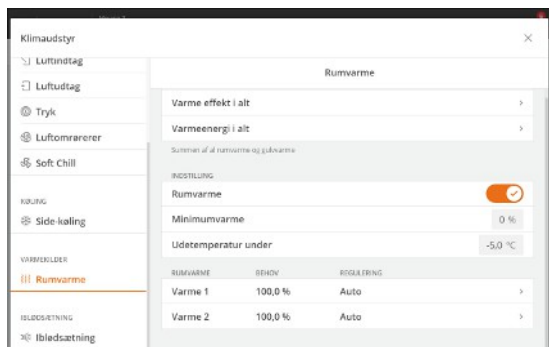 Klimaudstyr
Luftindtag
Luftudtag
Tryk
Luftomrørerer
Soft Chill
KØLING
Side-køling
VARMEKILDER
Rumvarme
IBLØDSÆTNING
Iblødsætning
Rumvarme
Varme effekt i alt
Varmeenergi i alt
Summen af al rumvarme og gulvvarme
INDSTILLING
Rumvarme
Minimumvarme 0 %
Udetemperatur under -5,0 °C
RUMVARME BEHOV REGULERING
Varme 1 100,0 % Auto
Varme 2 100,0 % Auto